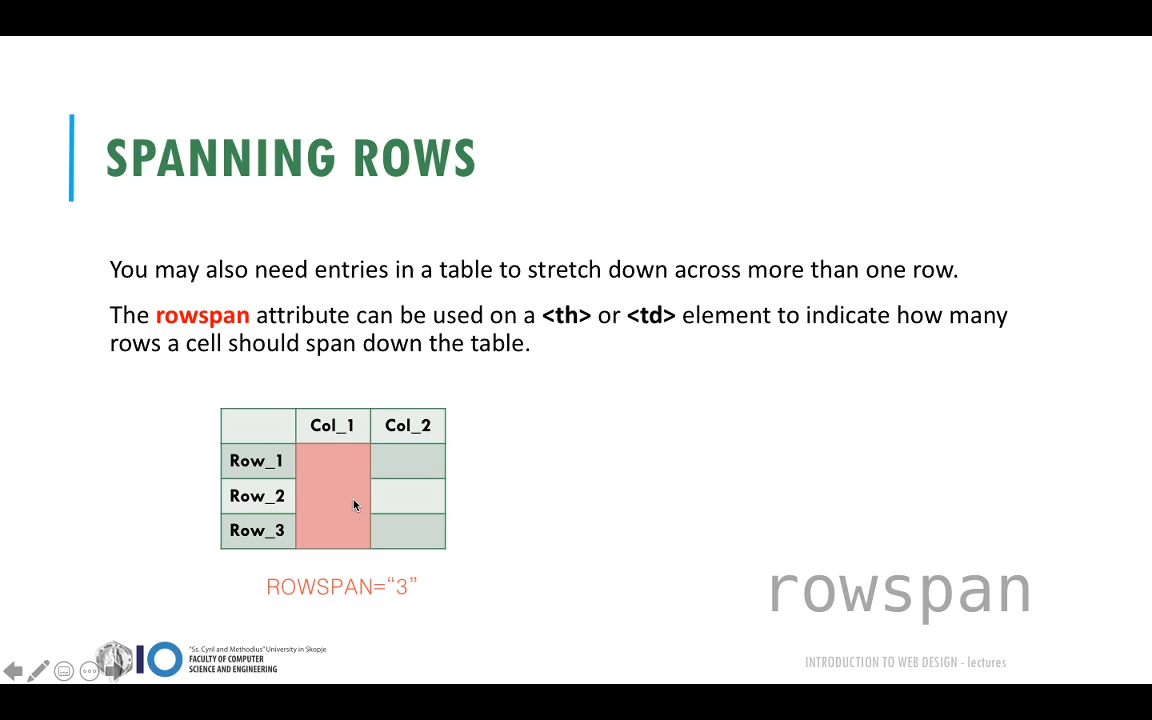 SPANNING ROWS
You may also need entries in a table to stretch down across more than one row.
The rowspan attribute can be used on a <th> or <td> element to indicate how many
rows a cell should span down the table.
Col_1 Col_2
Row_1
Row_2
Row_3
ROWSPAN=“3”
rowspan
"Ss. Cyril and Methodius" University in Skopje
FACULTY OF COMPUTER
SCIENCE AND ENGINEERING
INTRODUCTION TO WEB DESIGN - lectures